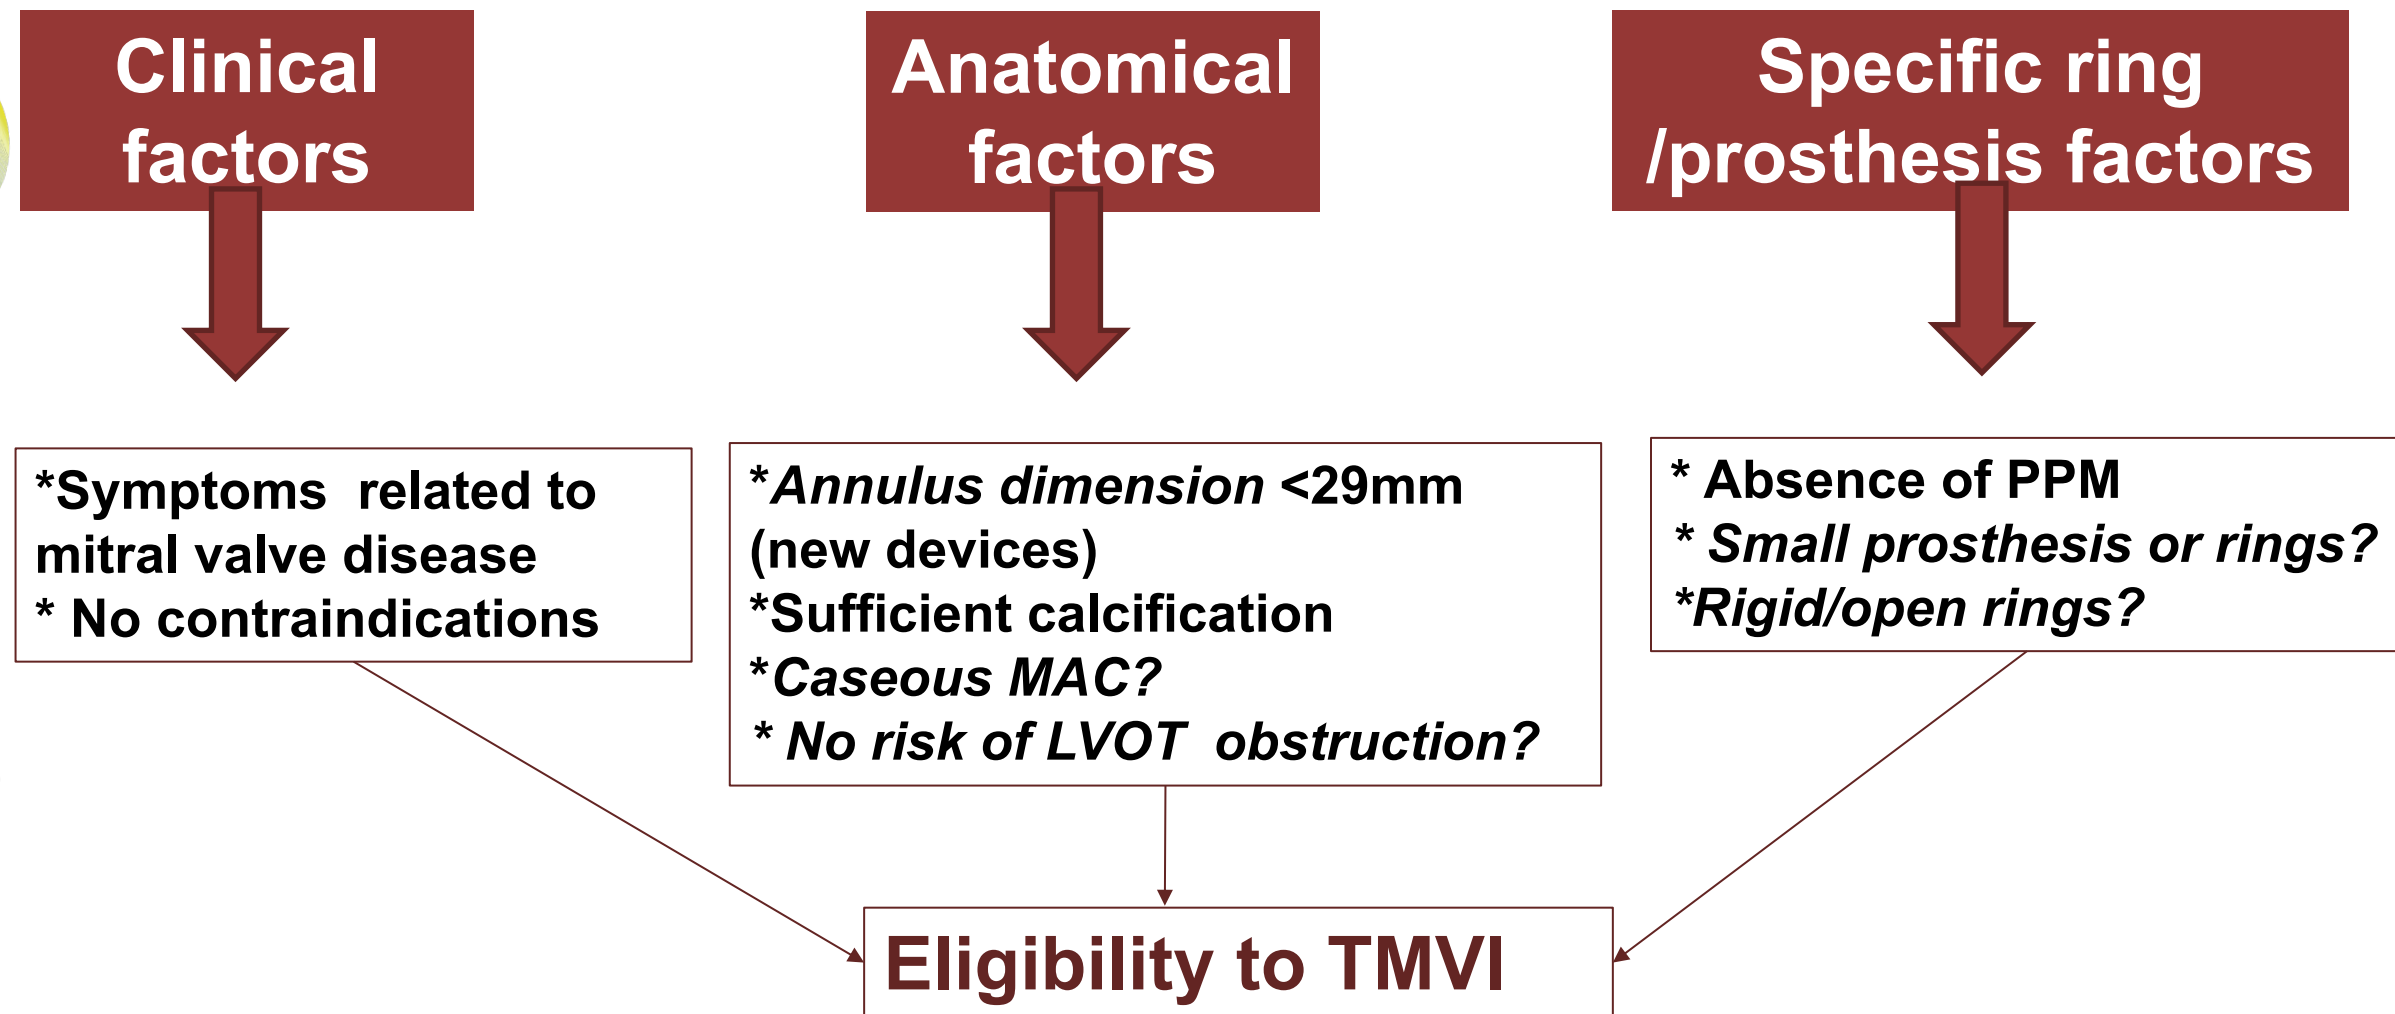 Clinical
factors
Anatomical
factors
Specific ring
/prosthesis factors
*Symptoms  related to
mitral valve disease
* No contraindications
*Annulus dimension <29mm
(new devices)
*Sufficient calcification
*Caseous MAC?
* No risk of LVOT  obstruction?
* Absence of PPM
* Small prosthesis or rings?
*Rigid/open rings?
Eligibility to TMVI